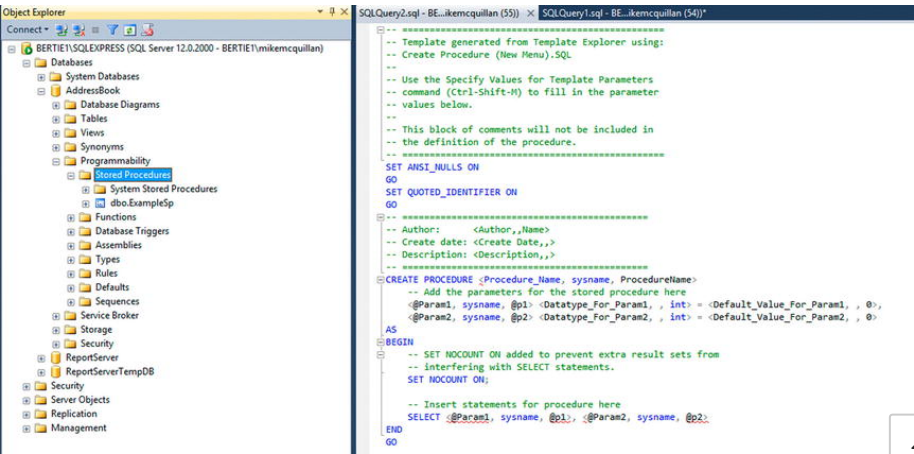 Object Explorer
Connect
BERTIE1\SQLEXPRESS (SQL Server 12.0.2000 - BERTIE1\mikemcquillan)
Databases
System Databases
AddressBook
Database Diagrams
Tables
Views
Synonyms
Programmability
Stored Procedures
System Stored Procedures
dbo.ExampleSp
Functions
Database Triggers
Assemblies
Types
Rules
Defaults
Sequences
Service Broker
Storage
Security
ReportServer
ReportServerTempDB
Security
Server Objects
Replication
Management
SQLQuery2.sql - BE...ikemcquillan (55)) X SQLQuery1.sql - BE...ikemcquillan (54))*
-- ================================================
-- Template generated from Template Explorer using:
-- Create Procedure (New Menu).SQL
--
-- Use the Specify Values for Template Parameters
-- command (Ctrl-Shift-M) to fill in the parameter
-- values below.
--
-- This block of comments will not be included in
-- the definition of the procedure.
-- ================================================
SET ANSI_NULLS ON
GO
SET QUOTED_IDENTIFIER ON
GO
-- =============================================
-- Author: <Author,,Name>
-- Create date: <Create Date,,>
-- Description: <Description,,>
-- =============================================
CREATE PROCEDURE <Procedure_Name, sysname, ProcedureName>
-- Add the parameters for the stored procedure here
<@Param1, sysname, @p1> <Datatype_For_Param1, , int> = <Default_Value_For_Param1, , 0>,
<@Param2, sysname, @p2> <Datatype_For_Param2, , int> = <Default_Value_For_Param2, , 0>
AS
BEGIN
-- SET NOCOUNT ON added to prevent extra result sets from
-- interfering with SELECT statements.
SET NOCOUNT ON;
-- Insert statements for procedure here
SELECT <@Param1, sysname, @p1>, <@Param2, sysname, @p2>
END
GO